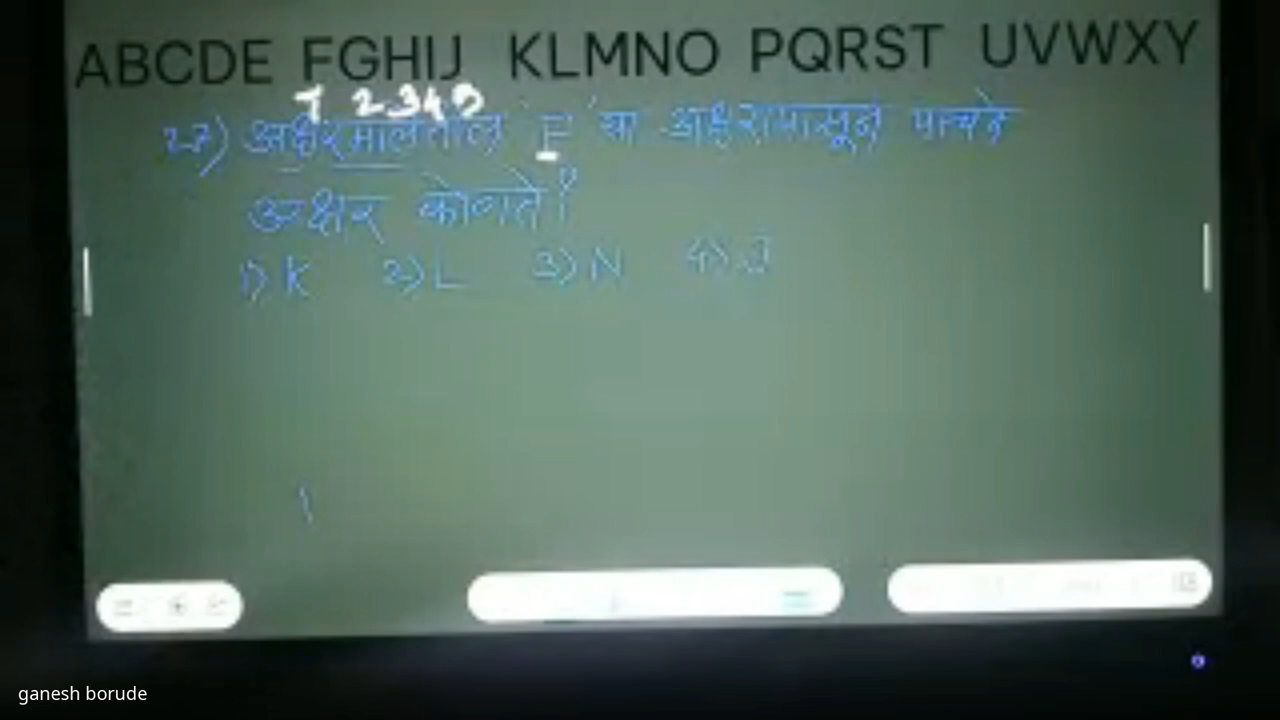 ABCDE FGHIJ KLMNO PQRST UVWXY
1 2 3 4 5
27) अक्षरमालेतील 'F' या अक्षरापासून पाचवे
अक्षर कोणते?
1) K 2) L 3) N 4) J
ganesh borude